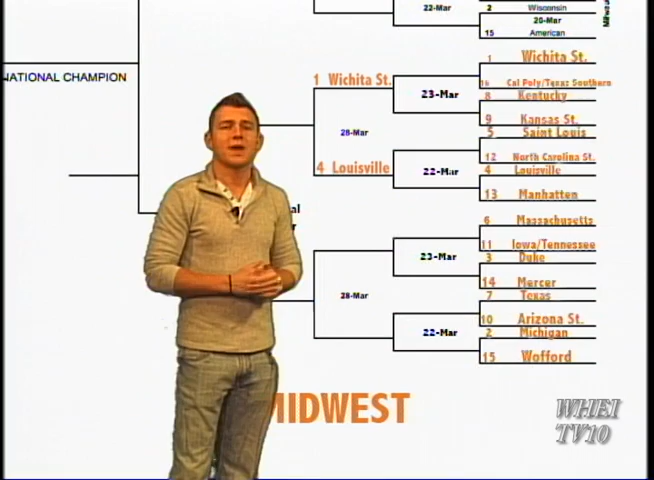 22-Mar
2 Wisconsin
20-Mar
15 American
NATIONAL CHAMPION
1 Wichita St.
16 Cal Poly/Texas Southern
1 Wichita St.
23-Mar
8 Kentucky
9 Kansas St.
28-Mar
5 Saint Louis
12 North Carolina St.
4 Louisville
22-Mar
4 Louisville
13 Manhatten
6 Massachusetts
11 Iowa/Tennessee
23-Mar
3 Duke
14 Mercer
28-Mar
7 Texas
10 Arizona St.
22-Mar
2 Michigan
15 Wofford
MIDWEST
WHEI
TV10